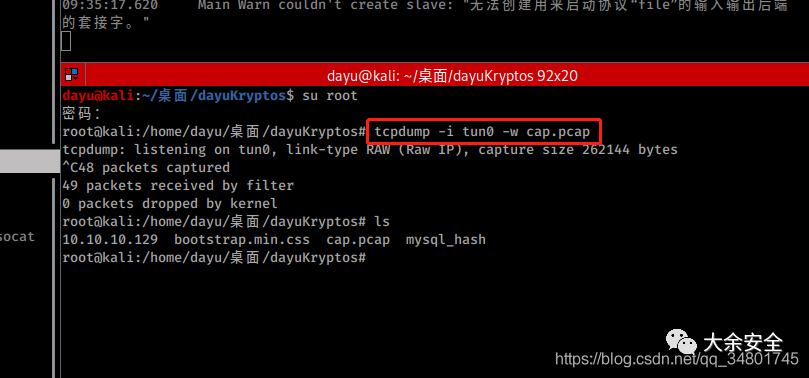 09:35:17.620 Main Warn couldn't create slave: "无法创建用来启动协议“file”的输入输出后端
的套接字。"
dayu@kali: ~/桌面/dayuKryptos 92x20
dayu@kali:~/桌面/dayuKryptos$ su root
密码：
root@kali:/home/dayu/桌面/dayuKryptos# tcpdump -i tun0 -w cap.pcap
tcpdump: listening on tun0, link-type RAW (Raw IP), capture size 262144 bytes
^C48 packets captured
49 packets received by filter
0 packets dropped by kernel
root@kali:/home/dayu/桌面/dayuKryptos# ls
socat
10.10.10.129 bootstrap.min.css cap.pcap mysql_hash
root@kali:/home/dayu/桌面/dayuKryptos#
大余安全
https://blog.csdn.net/qq_34801745